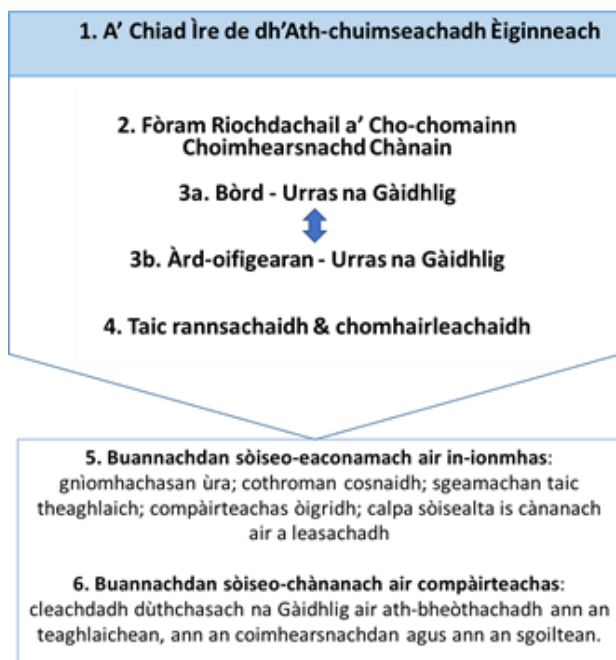 1. A’ Chiad Ìre de dh’Ath-chuimseachadh Èiginneach
2. Fòram Riochdachail a’ Cho-chomainn
Choimhearsnachd Chànain
3a. Bòrd - Urras na Gàidhlig
3b. Àrd-oifigearan - Urras na Gàidhlig
4. Taic rannsachaidh & chomhairleachaidh
5. Buannachdan sòiseo-eaconamach air in-ionmhas:
gnìomhachasan ùra; cothroman cosnaidh; sgeamachan taic
theaghlaich; compàirteachas òigridh; calpa sòisealta is cànanach
air a leasachadh
6. Buannachdan sòiseo-chànanach air compàirteachas:
cleachdadh dùthchasach na Gàidhlig air ath-bheòthachadh ann an
teaghlaichean, ann an coimhearsnachdan agus ann an sgoiltean.